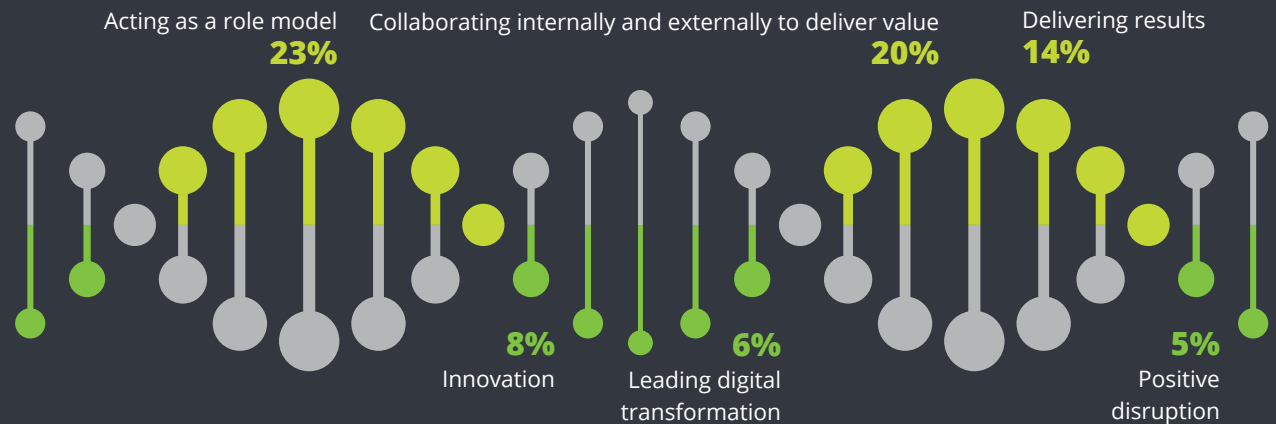 Acting as a role model
23%
Collaborating internally and externally to deliver value
20%
Delivering results
14%
8%
Innovation
6%
Leading digital
transformation
5%
Positive
disruption